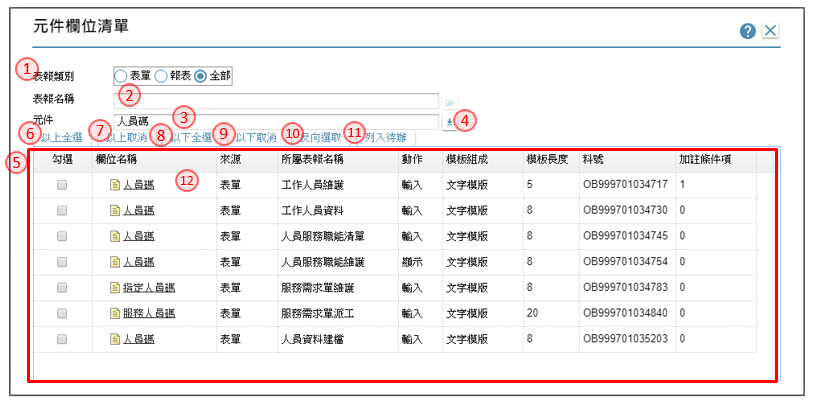 元件欄位清單
?
1
表報類別 表單 報表 全部
表報名稱 2
元件 人員碼 3 4
6 以上全選 7 以上取消 8 以下全選 9 以下取消 10 反向選取 11 列入待辦
5 勾選 欄位名稱 來源 所屬表報名稱 動作 模板組成 模板長度 料號 加註條件項
人員碼 12 表單 工作人員維護 輸入 文字模版 5 OB999701034717 1
人員碼 表單 工作人員資料 輸入 文字模版 8 OB999701034730 0
人員碼 表單 人員服務職能清單 輸入 文字模版 8 OB999701034745 0
人員碼 表單 人員服務職能維護 顯示 文字模版 8 OB999701034754 0
指定人員碼 表單 服務需求單維護 輸入 文字模版 8 OB999701034783 0
服務人員碼 表單 服務需求單派工 輸入 文字模版 20 OB999701034840 0
人員碼 表單 人員資料建檔 輸入 文字模版 8 OB999701035203 0